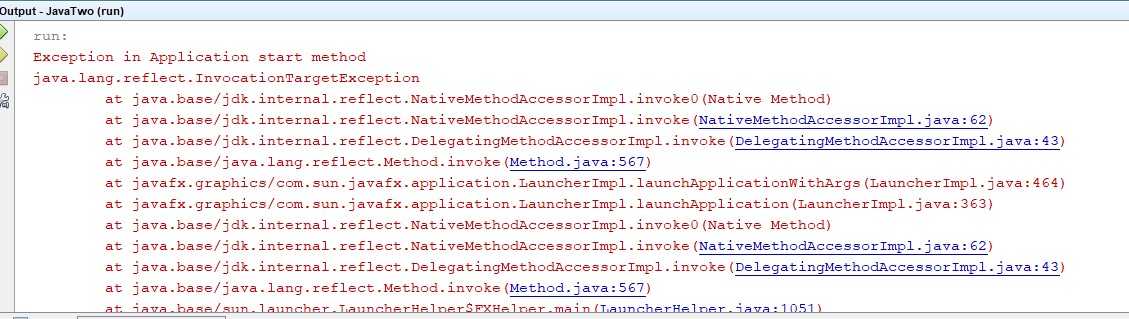 Output - JavaTwo (run)
run:
Exception in Application start method
java.lang.reflect.InvocationTargetException
at java.base/jdk.internal.reflect.NativeMethodAccessorImpl.invoke0(Native Method)
at java.base/jdk.internal.reflect.NativeMethodAccessorImpl.invoke(NativeMethodAccessorImpl.java:62)
at java.base/jdk.internal.reflect.DelegatingMethodAccessorImpl.invoke(DelegatingMethodAccessorImpl.java:43)
at java.base/java.lang.reflect.Method.invoke(Method.java:567)
at javafx.graphics/com.sun.javafx.application.LauncherImpl.launchApplicationWithArgs(LauncherImpl.java:464)
at javafx.graphics/com.sun.javafx.application.LauncherImpl.launchApplication(LauncherImpl.java:363)
at java.base/jdk.internal.reflect.NativeMethodAccessorImpl.invoke0(Native Method)
at java.base/jdk.internal.reflect.NativeMethodAccessorImpl.invoke(NativeMethodAccessorImpl.java:62)
at java.base/jdk.internal.reflect.DelegatingMethodAccessorImpl.invoke(DelegatingMethodAccessorImpl.java:43)
at java.base/java.lang.reflect.Method.invoke(Method.java:567)
at java.base/sun.launcher.LauncherHelper$FXHelper.main(LauncherHelper.java:1051)